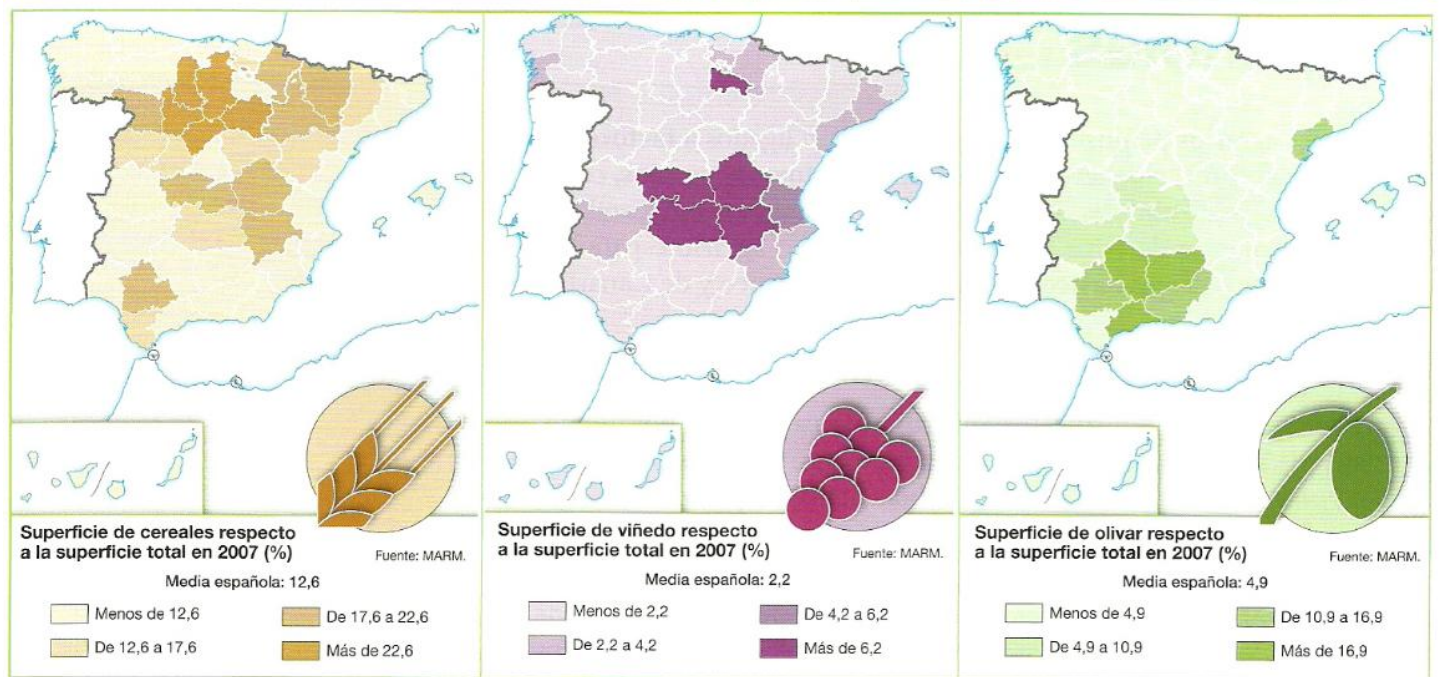 Superficie de cereales respecto
a la superficie total en 2007 (%)
Fuente: MARM.
Media española: 12,6
Menos de 12,6
De 12,6 a 17,6
De 17,6 a 22,6
Más de 22,6
Superficie de viñedo respecto
a la superficie total en 2007 (%)
Fuente: MARM.
Media española: 2,2
Menos de 2,2
De 2,2 a 4,2
De 4,2 a 6,2
Más de 6,2
Superficie de olivar respecto
a la superficie total en 2007 (%)
Fuente: MARM.
Media española: 4,9
Menos de 4,9
De 4,9 a 10,9
De 10,9 a 16,9
Más de 16,9